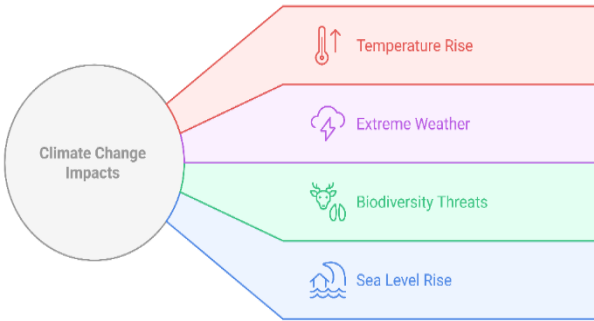 Climate Change
Impacts
Temperature Rise
Extreme Weather
Biodiversity Threats
Sea Level Rise